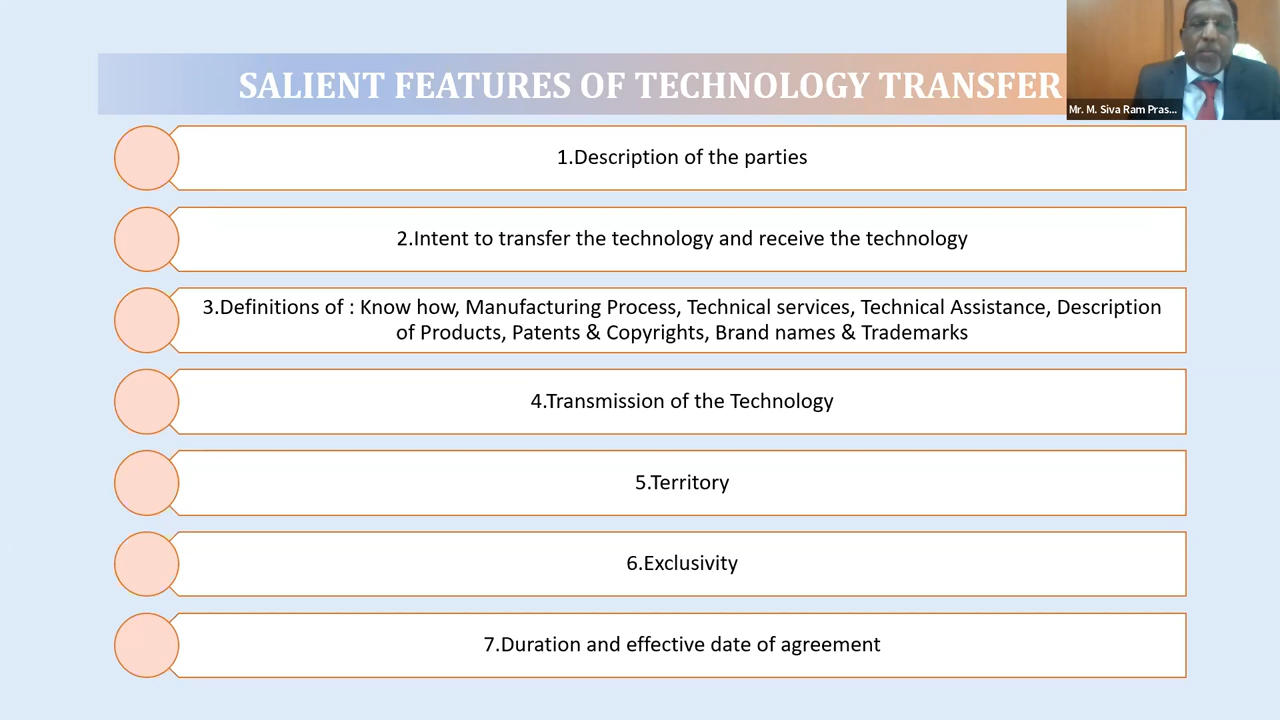 SALIENT FEATURES OF TECHNOLOGY TRANSFER
Mr. M. Siva Ram Pras...
1.Description of the parties
2.Intent to transfer the technology and receive the technology
3.Definitions of : Know how, Manufacturing Process, Technical services, Technical Assistance, Description
of Products, Patents & Copyrights, Brand names & Trademarks
4.Transmission of the Technology
5.Territory
6.Exclusivity
7.Duration and effective date of agreement